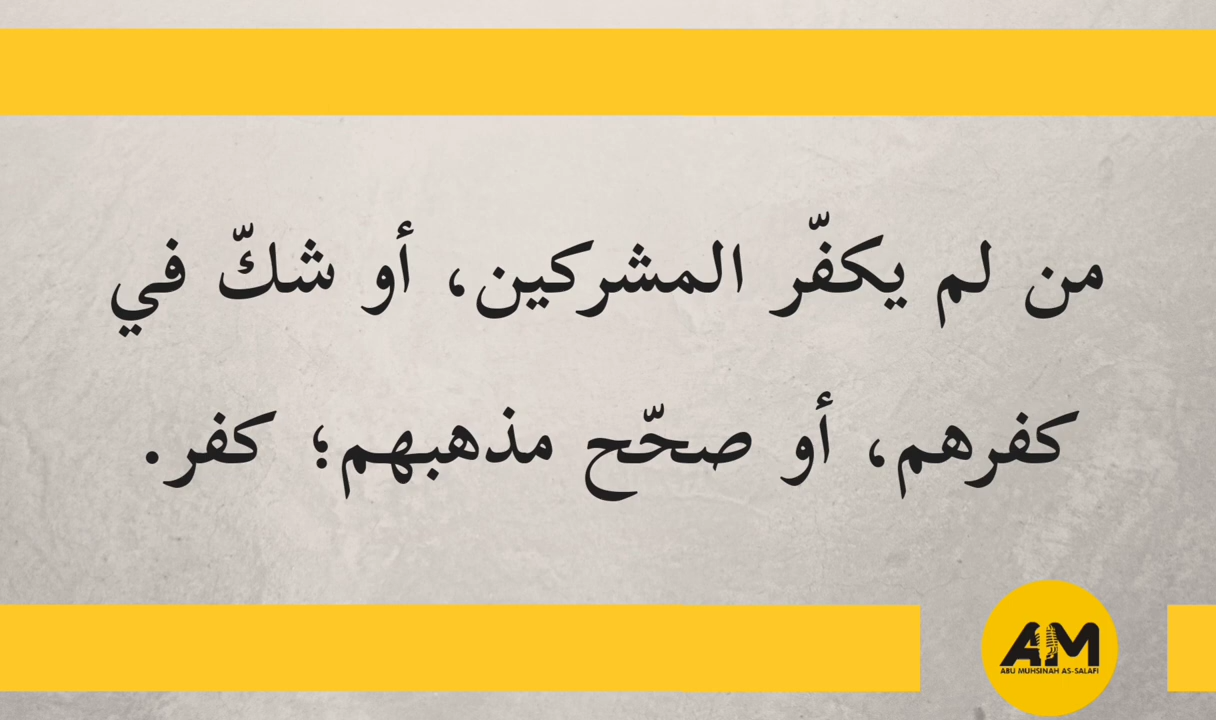 من لم يكفّر المشركين، أو شكّ في
كفرهم، أو صحّح مذهبهم؛ كفر.
AM
ABU MUHSINAH AS-SALAFI